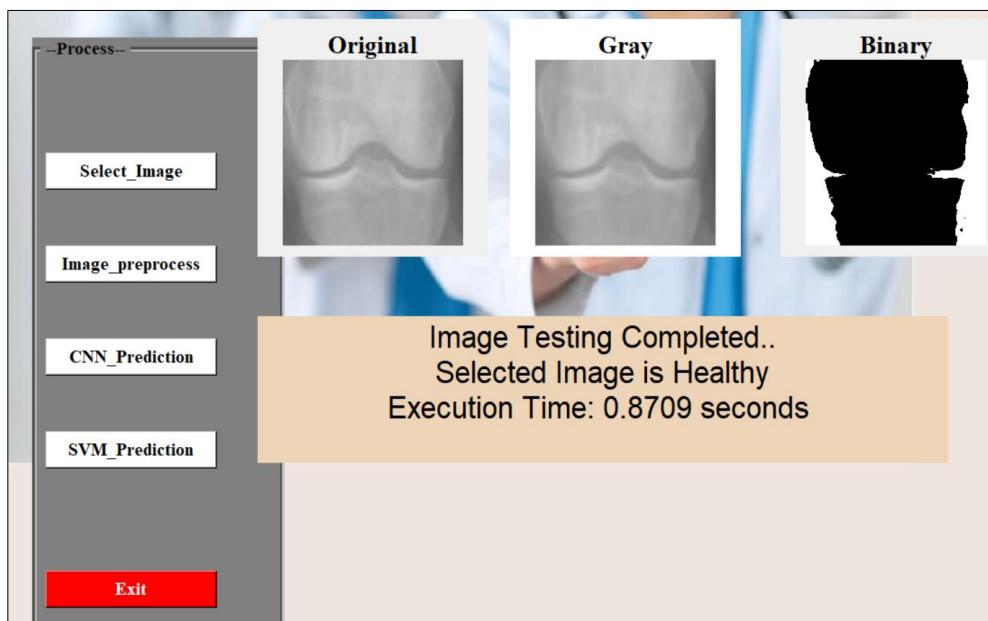 --Process--
Select_Image
Image_preprocess
CNN_Prediction
SVM_Prediction
Exit
Original
Gray
Binary
Image Testing Completed..
Selected Image is Healthy
Execution Time: 0.8709 seconds